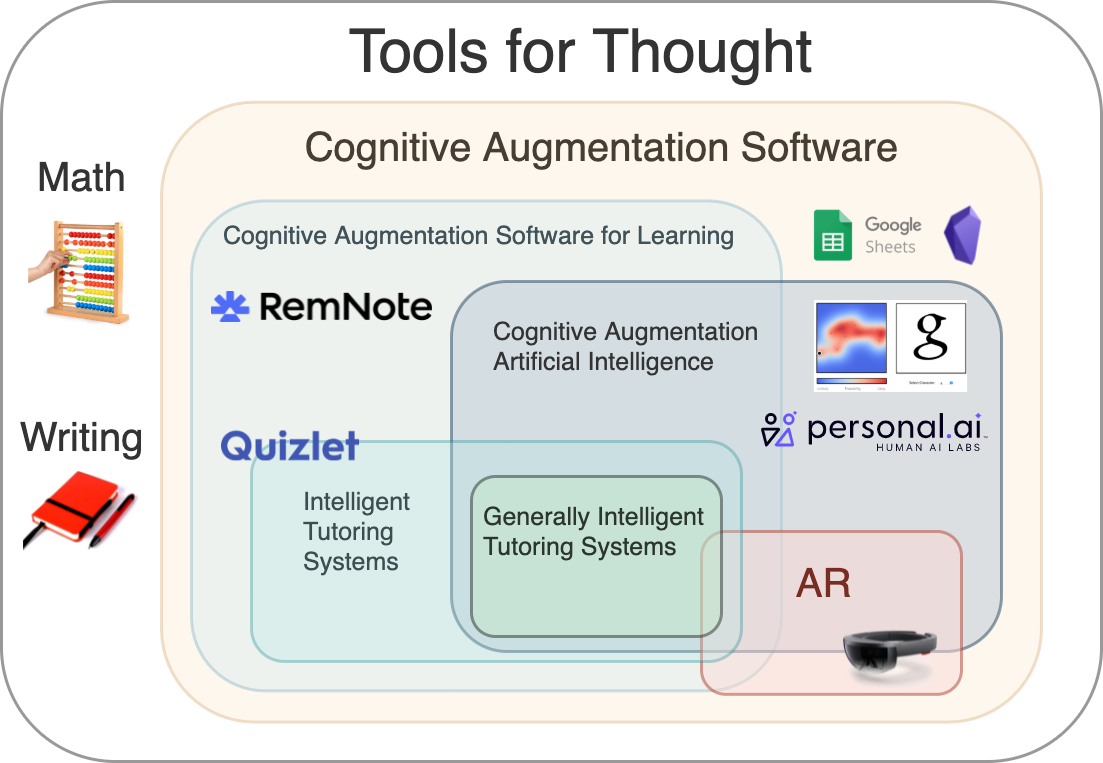 Tools for Thought
Cognitive Augmentation Software
Math
Cognitive Augmentation Software for Learning
Google
Sheets
RemNote
Cognitive Augmentation
Artificial Intelligence
g
personal.ai
HUMAN AI LABS
Writing
Quizlet
Intelligent
Tutoring
Systems
Generally Intelligent
Tutoring Systems
AR